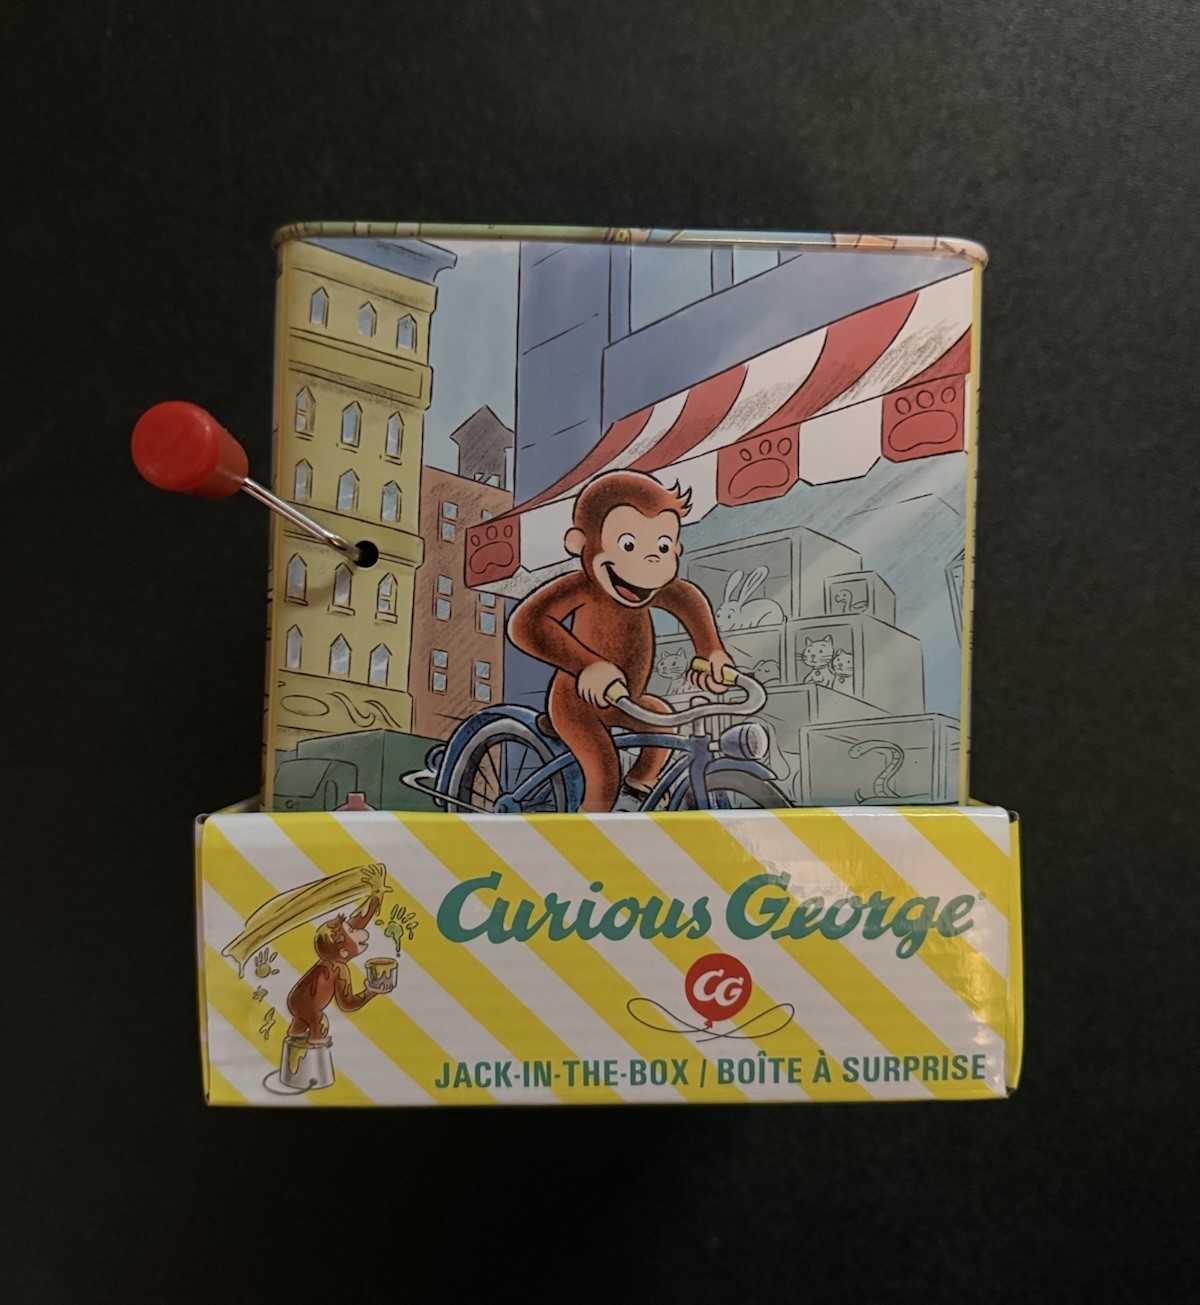 Curious George®
CG
JACK-IN-THE-BOX / BOÎTE À SURPRISE